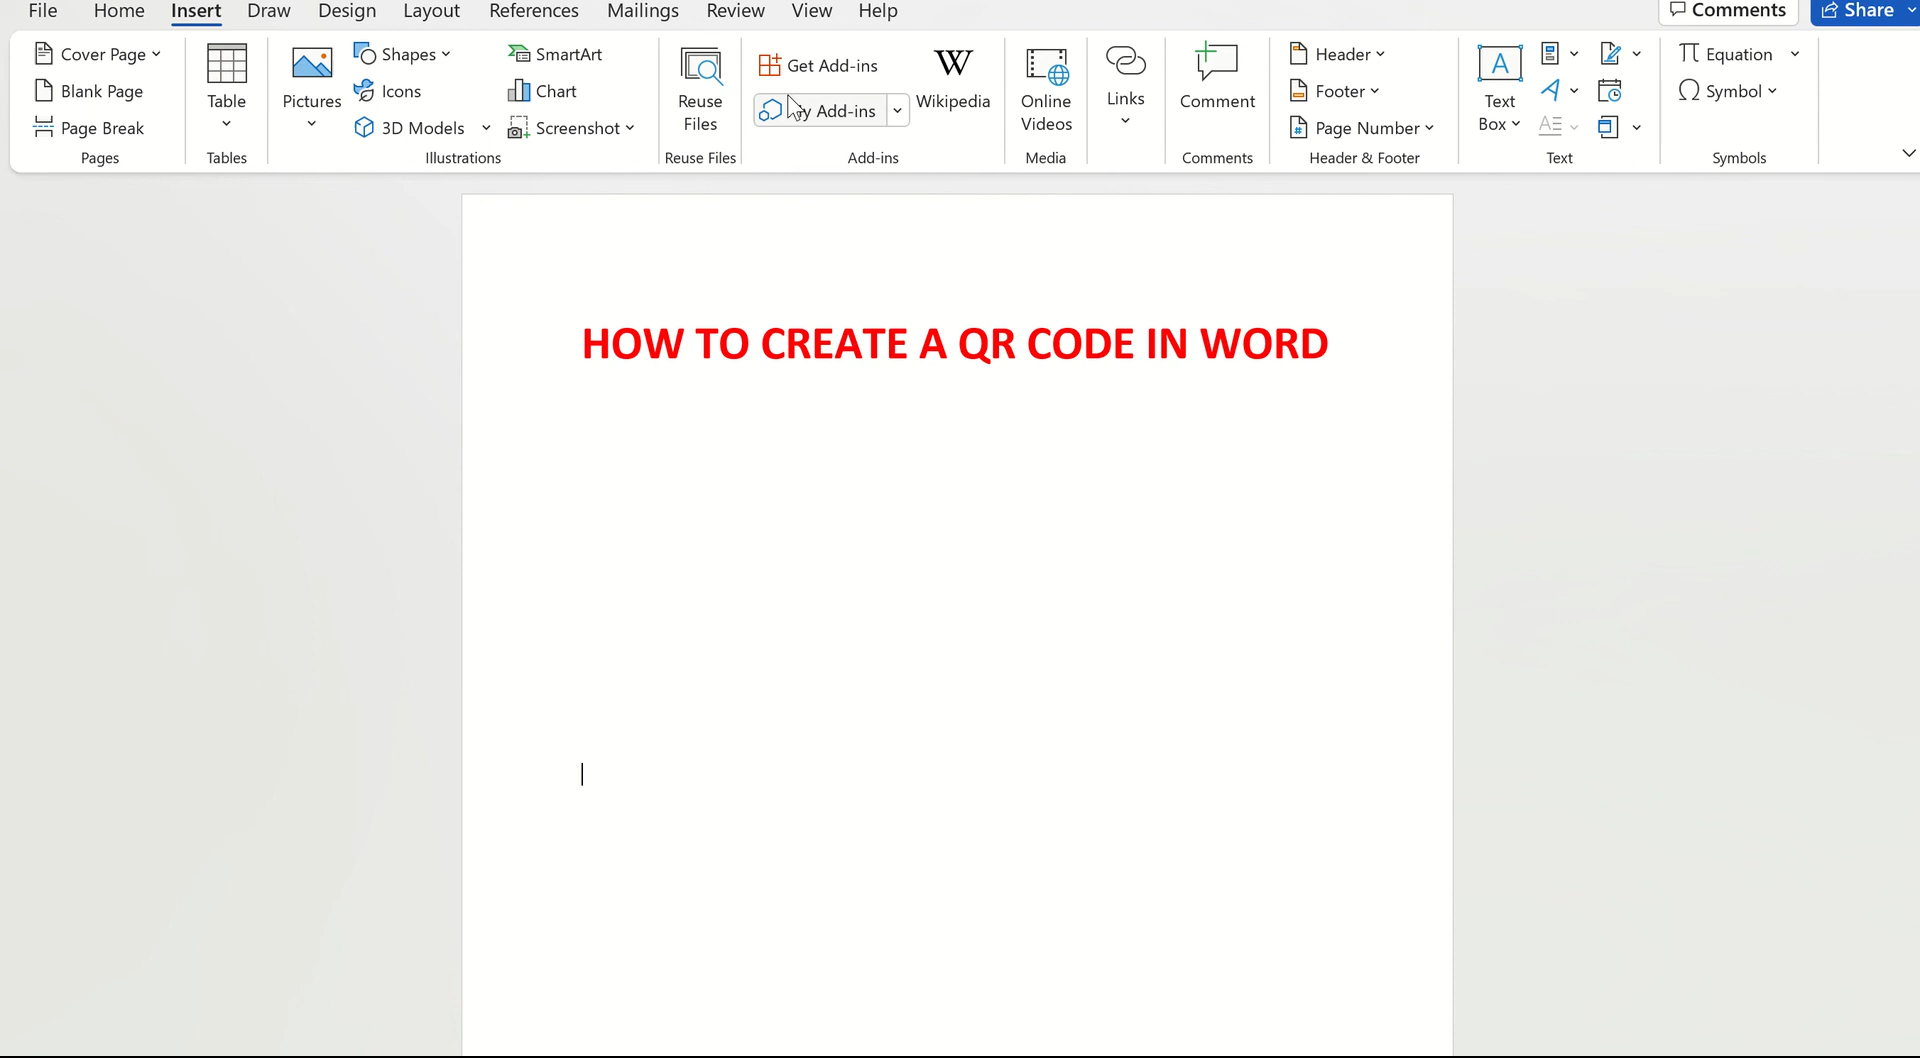 File Home Insert Draw Design Layout References Mailings Review View Help Comments Share
Cover Page
Blank Page
Page Break
Pages
Table
Tables
Pictures
Shapes
Icons
3D Models
SmartArt
Chart
Screenshot
Illustrations
Reuse
Files
Reuse Files
Get Add-ins
y Add-ins
W
Wikipedia
Add-ins
Online
Videos
Media
Links
Comment
Comments
Header
Footer
Page Number
Header & Footer
A
Text
Box
Text
Equation
Symbol
Symbols
HOW TO CREATE A QR CODE IN WORD